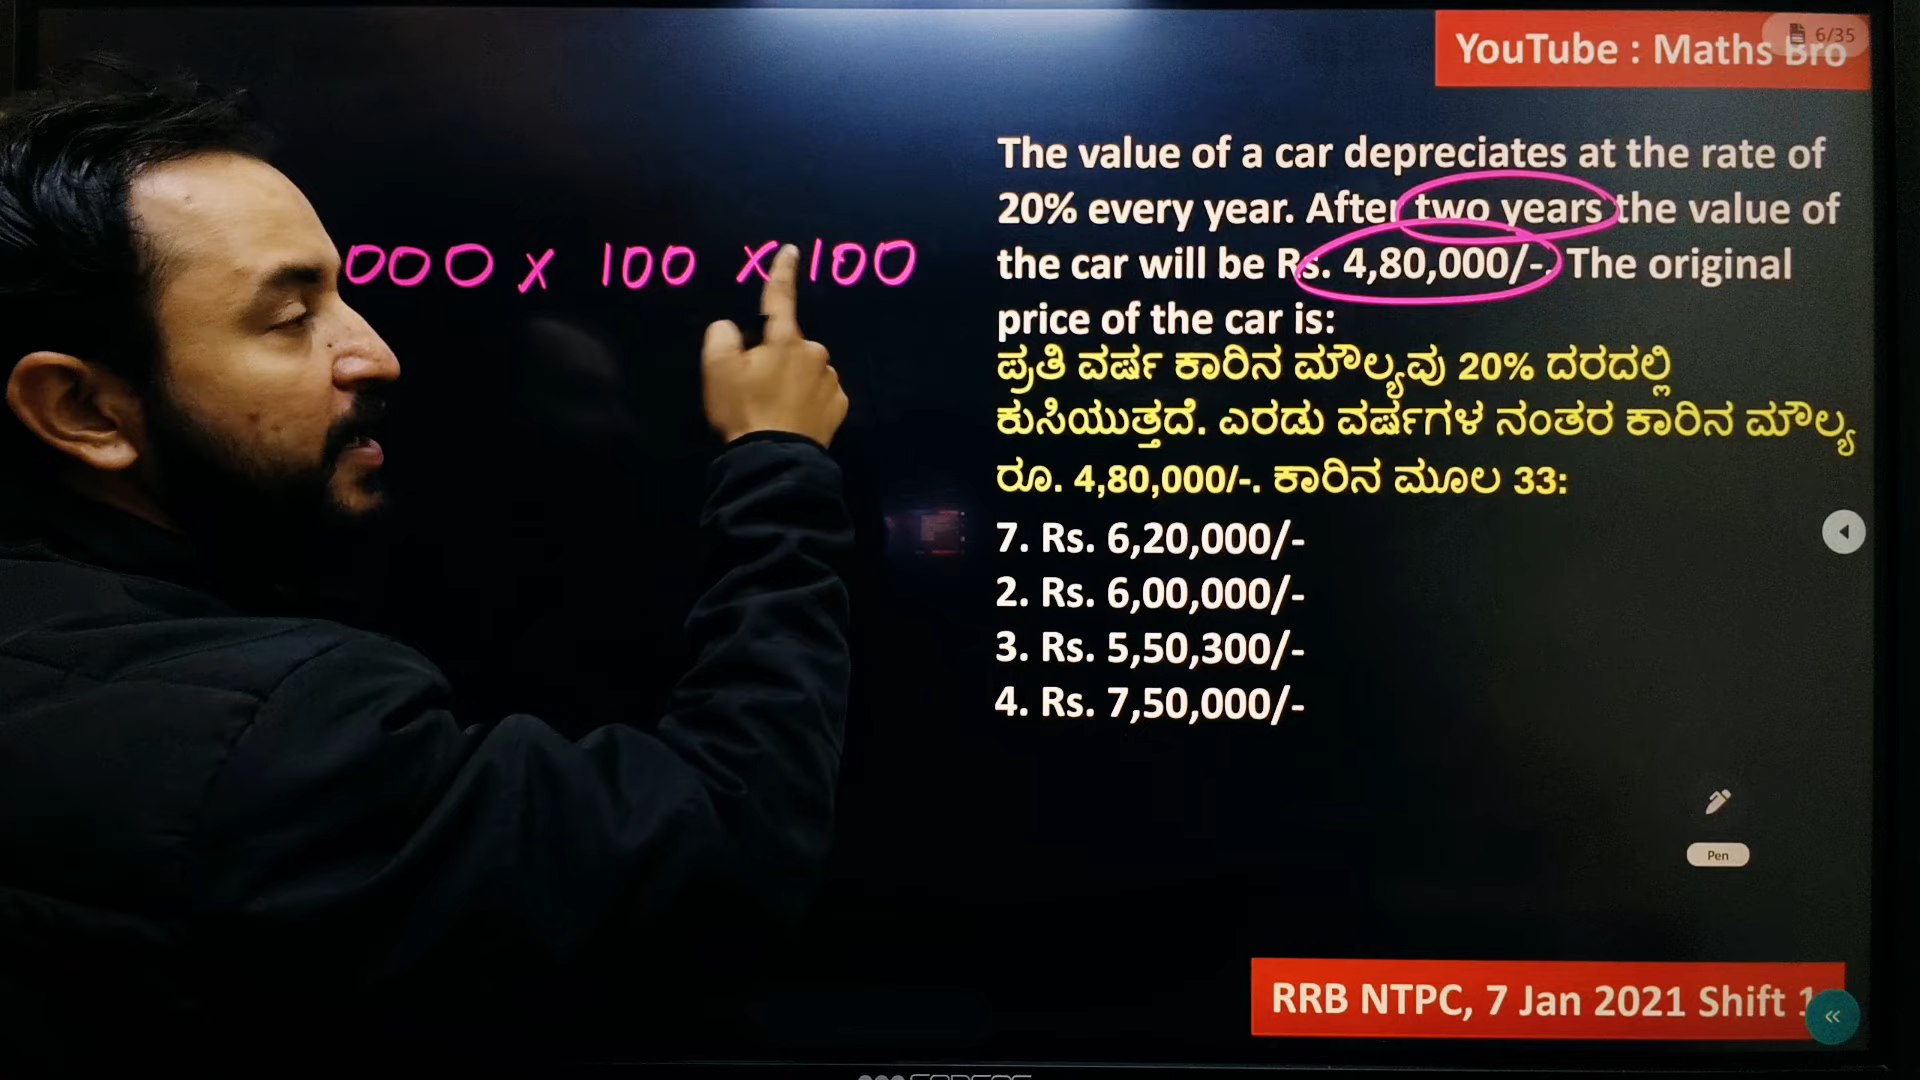 YouTube : Maths Bro
6/35
The value of a car depreciates at the rate of
20% every year. After two years the value of
the car will be Rs. 4,80,000/-. The original
price of the car is:
000 x 100 x 100
ಪ್ರತಿ ವರ್ಷ ಕಾರಿನ ಮೌಲ್ಯವು 20% ದರದಲ್ಲಿ
ಕುಸಿಯುತ್ತದೆ. ಎರಡು ವರ್ಷಗಳ ನಂತರ ಕಾರಿನ ಮೌಲ್ಯ
ರೂ. 4,80,000/-. ಕಾರಿನ ಮೂಲ 33:
7. Rs. 6,20,000/-
2. Rs. 6,00,000/-
3. Rs. 5,50,300/-
4. Rs. 7,50,000/-
Pen
RRB NTPC, 7 Jan 2021 Shift 1